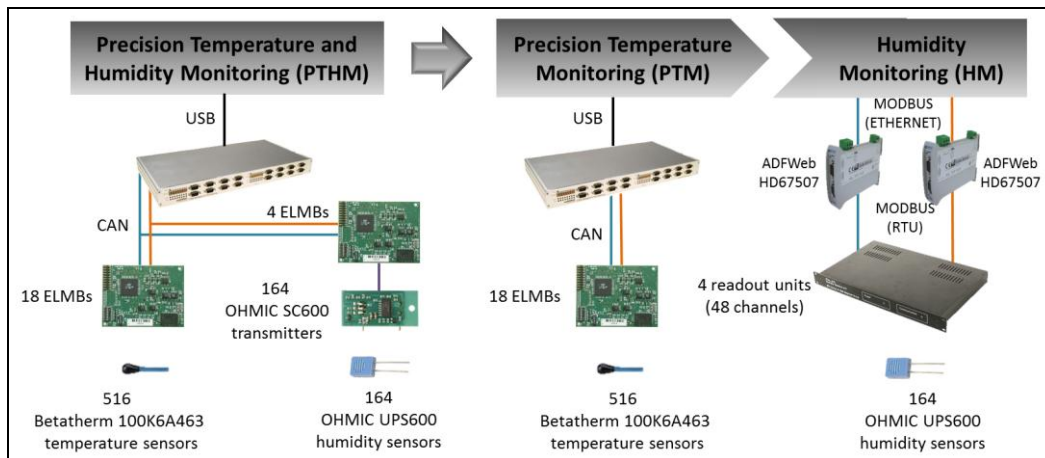 Precision Temperature and
Humidity Monitoring (PTHM)
USB
CAN
4 ELMBs
18 ELMBs
164
OHMIC SC600
transmitters
516
Betatherm 100K6A463
temperature sensors
164
OHMIC UPS600
humidity sensors
Precision Temperature
Monitoring (PTM)
USB
CAN
18 ELMBs
516
Betatherm 100K6A463
temperature sensors
Humidity
Monitoring (HM)
MODBUS
(ETHERNET)
ADFWeb
HD67507
ADFWeb
HD67507
MODBUS
(RTU)
4 readout units
(48 channels)
164
OHMIC UPS600
humidity sensors